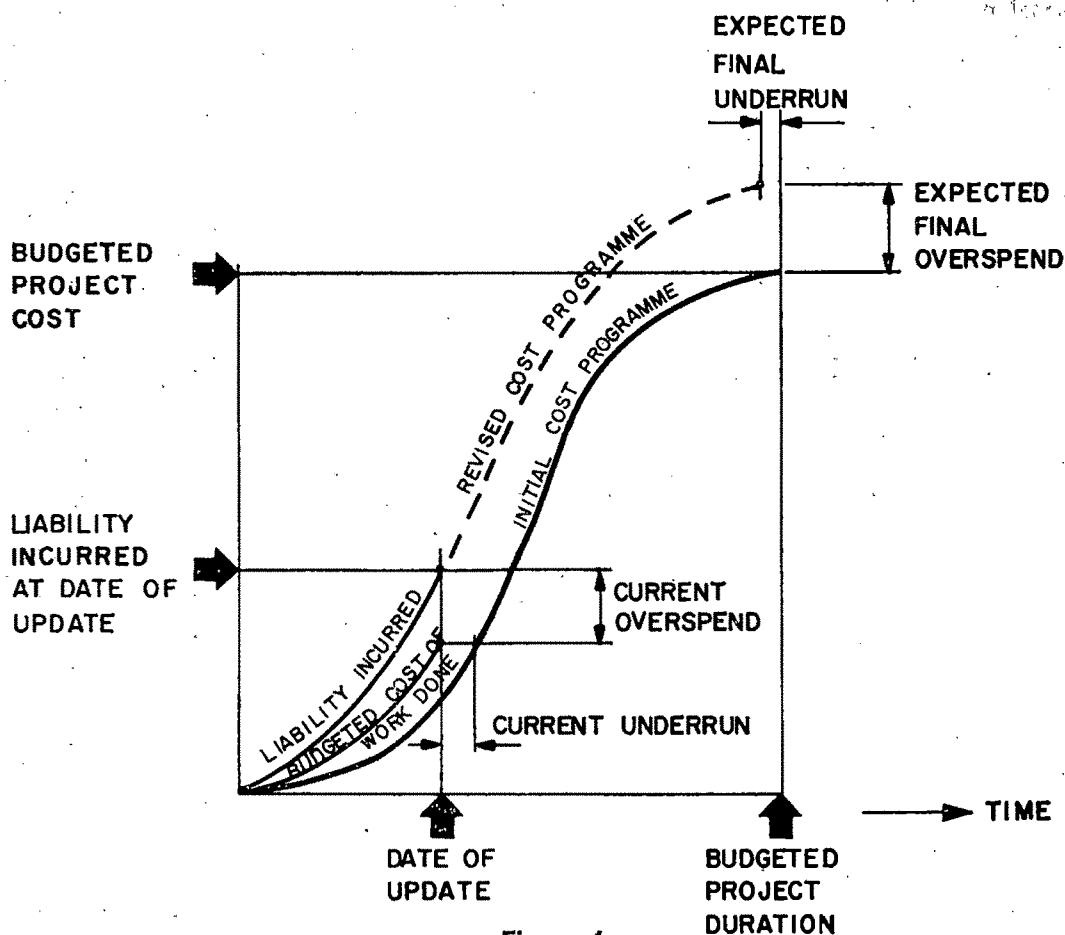 EXPECTED
FINAL
UNDERRUN
EXPECTED
FINAL
OVERSPEND
BUDGETED
PROJECT
COST
REVISED COST PROGRAMME
INITIAL COST PROGRAMME
LIABILITY
INCURRED
AT DATE OF
UPDATE
CURRENT
OVERSPEND
LIABILITY INCURRED
BUDGETED COST OF
WORK DONE
CURRENT UNDERRUN
TIME
DATE OF
UPDATE
BUDGETED
PROJECT
DURATION